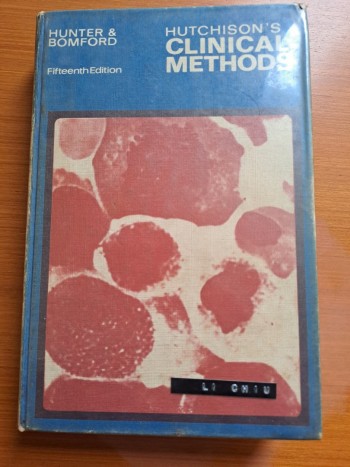 HUNTER &
BOMFORD
Fifteenth Edition
HUTCHISON'S
CLINICAL
METHODS
LI CHIU